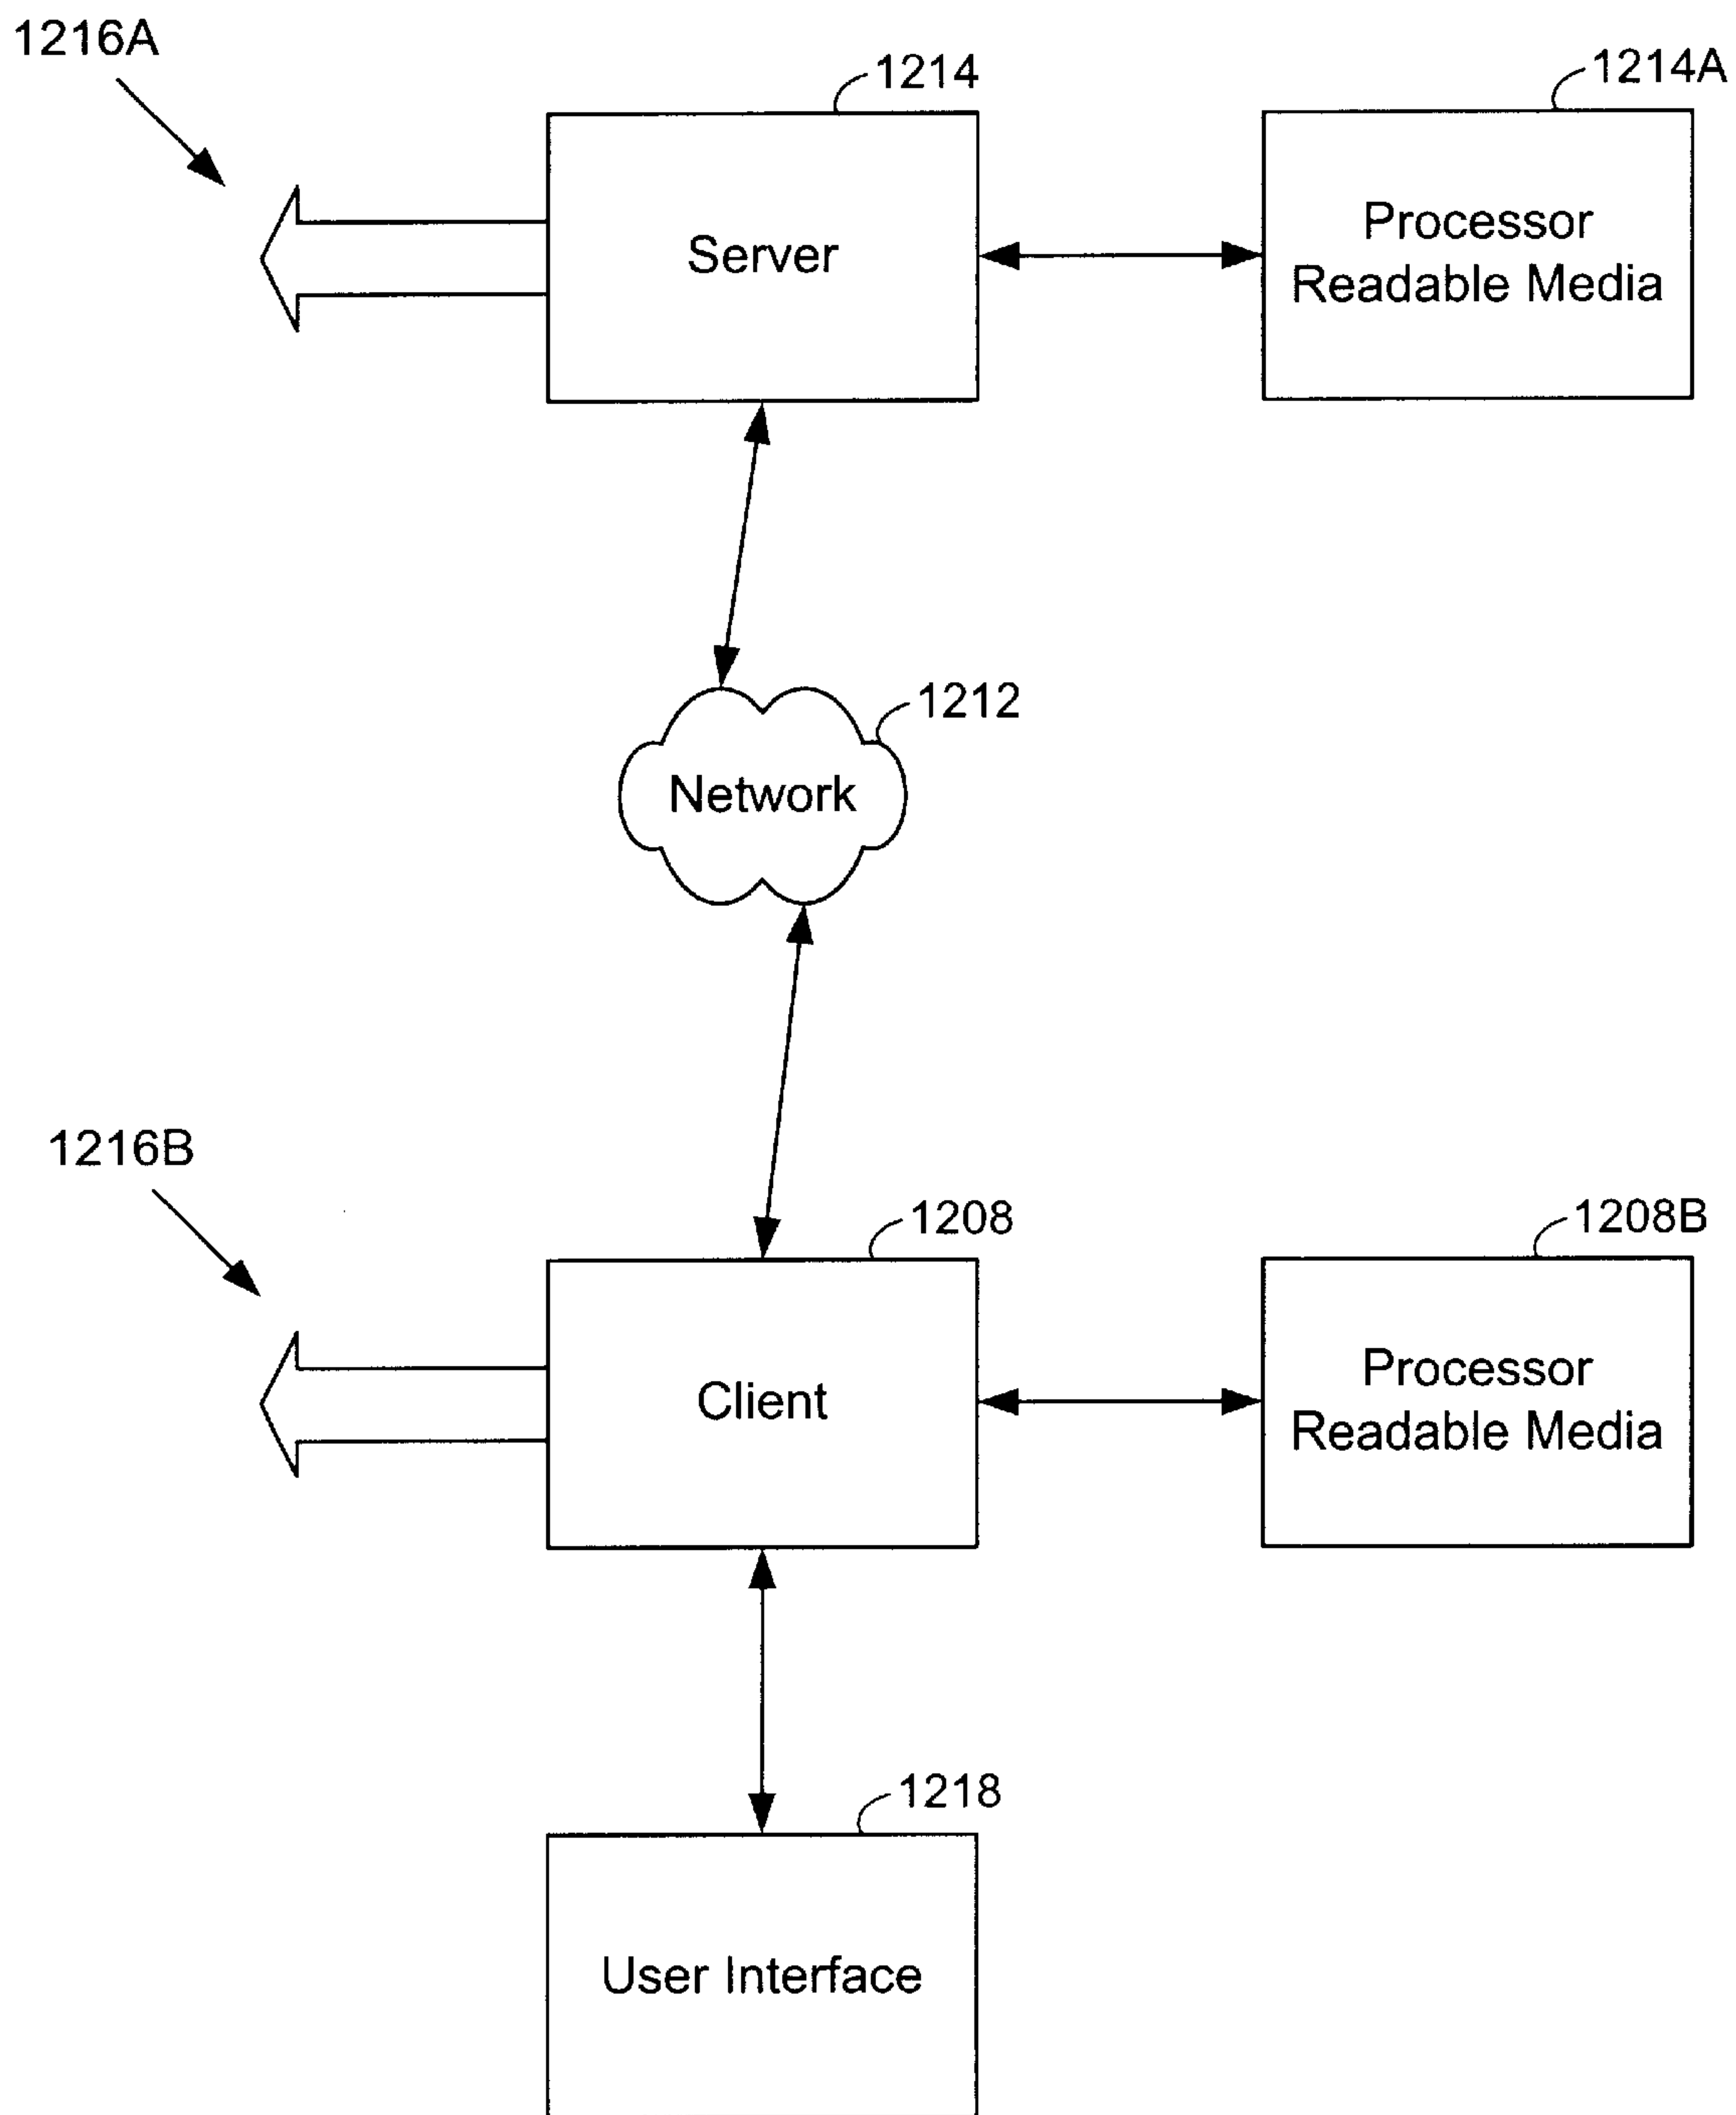 1216A
1214
1214A
Server
Processor
Readable Media
1212
Network
1216B
1208
1208B
Client
Processor
Readable Media
1218
User Interface